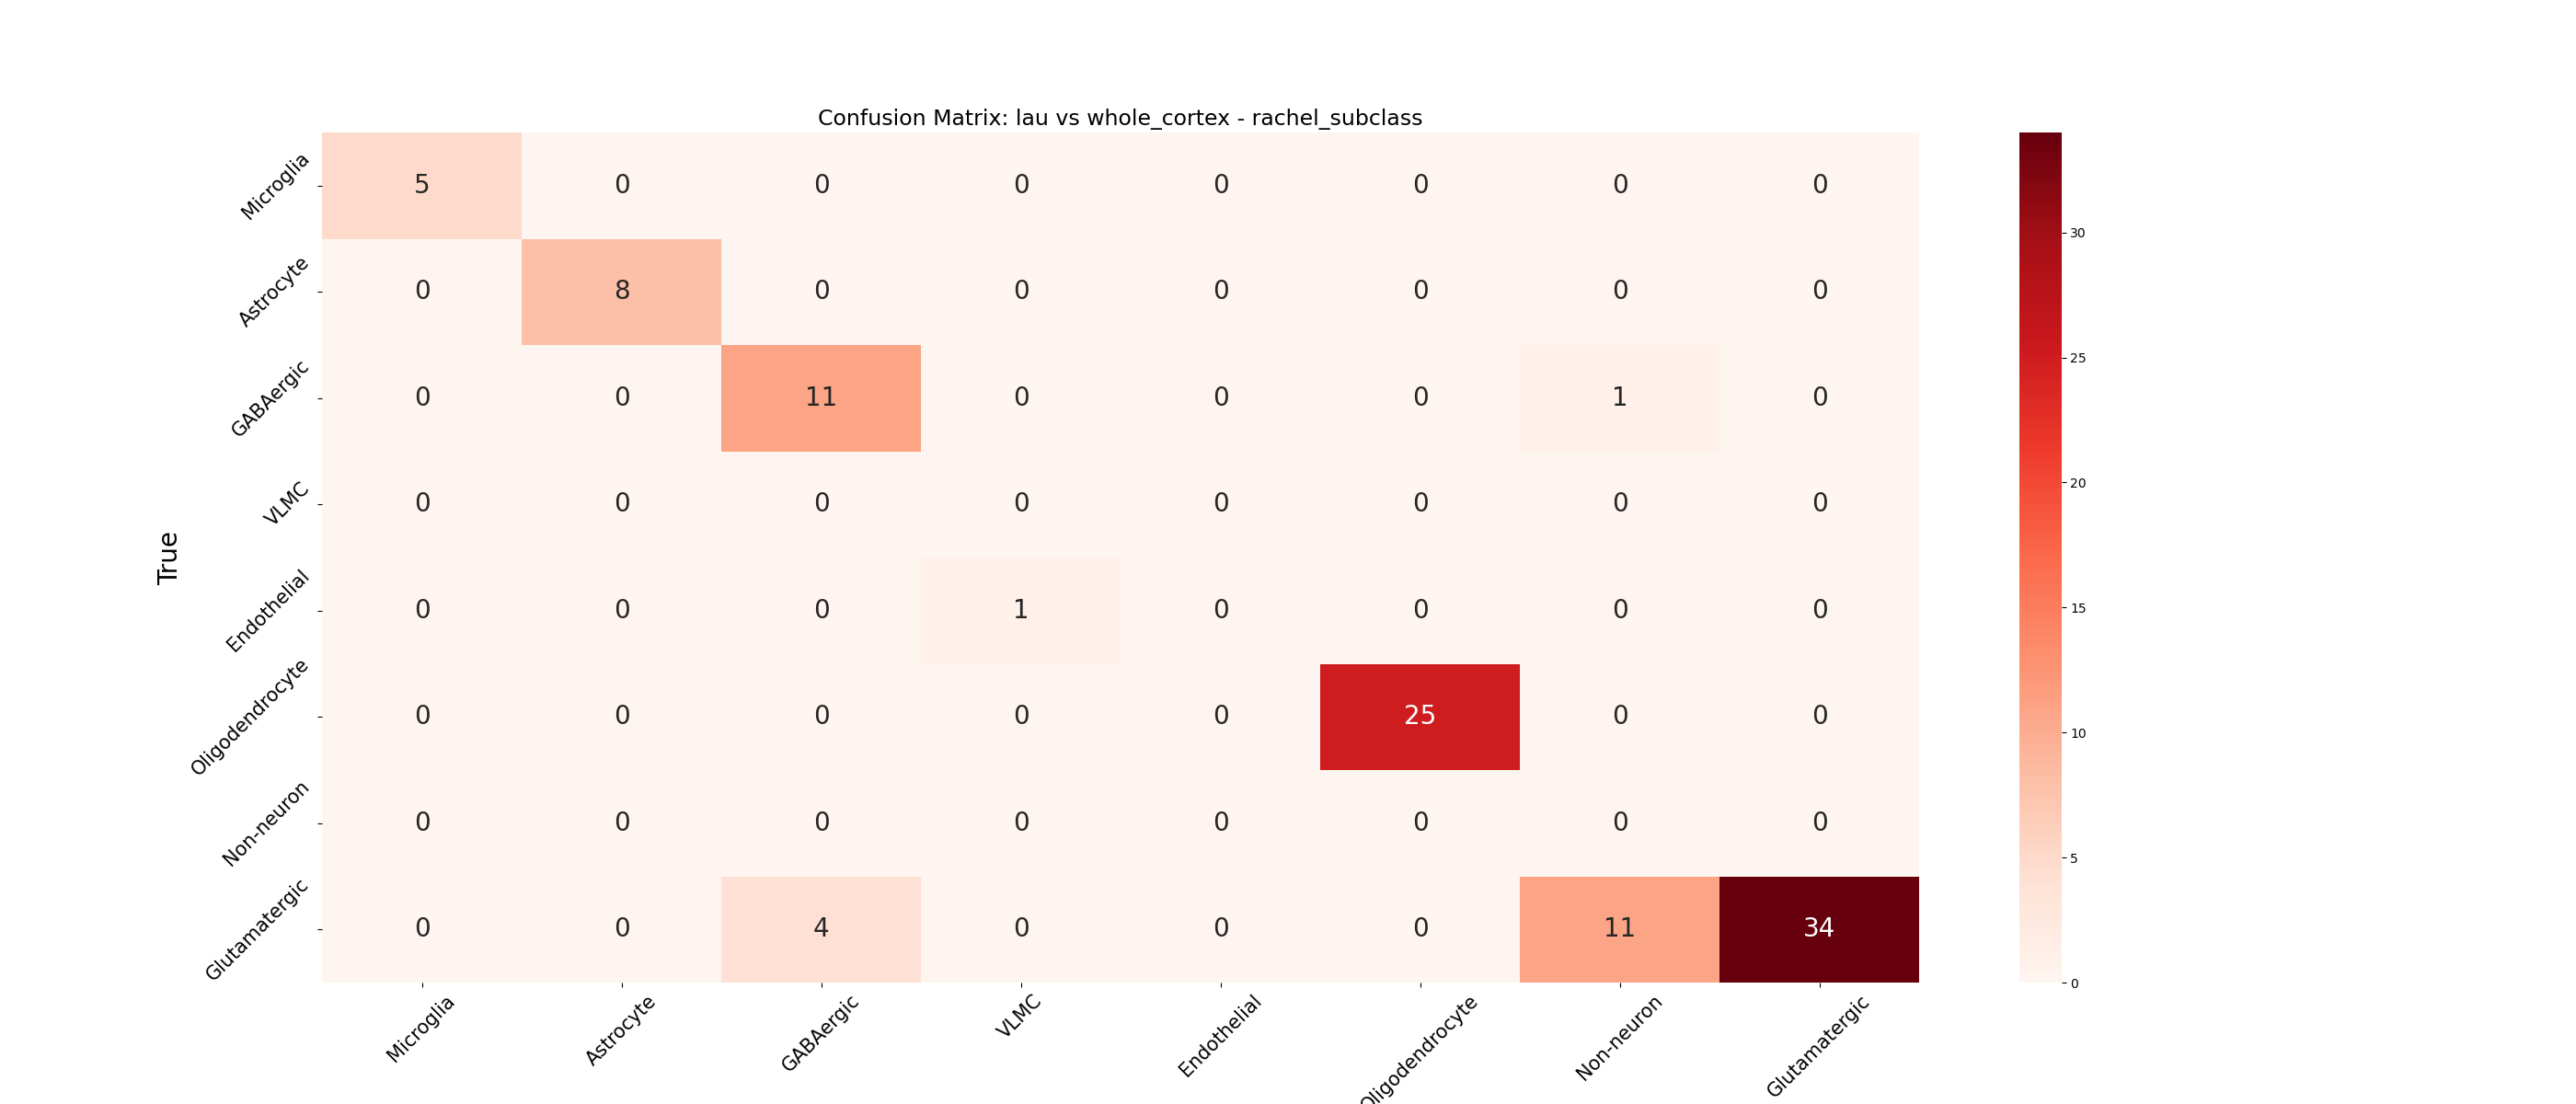 Confusion Matrix: lau vs whole_cortex - rachel_subclass
True
Microglia 5 0 0 0 0 0 0 0
Astrocyte 0 8 0 0 0 0 0 0
GABAergic 0 0 11 0 0 0 1 0
VLMC 0 0 0 0 0 0 0 0
Endothelial 0 0 0 1 0 0 0 0
Oligodendrocyte 0 0 0 0 0 25 0 0
Non-neuron 0 0 0 0 0 0 0 0
Glutamatergic 0 0 4 0 0 0 11 34
Microglia Astrocyte GABAergic VLMC Endothelial Oligodendrocyte Non-neuron Glutamatergic
30
25
20
15
10
5
0